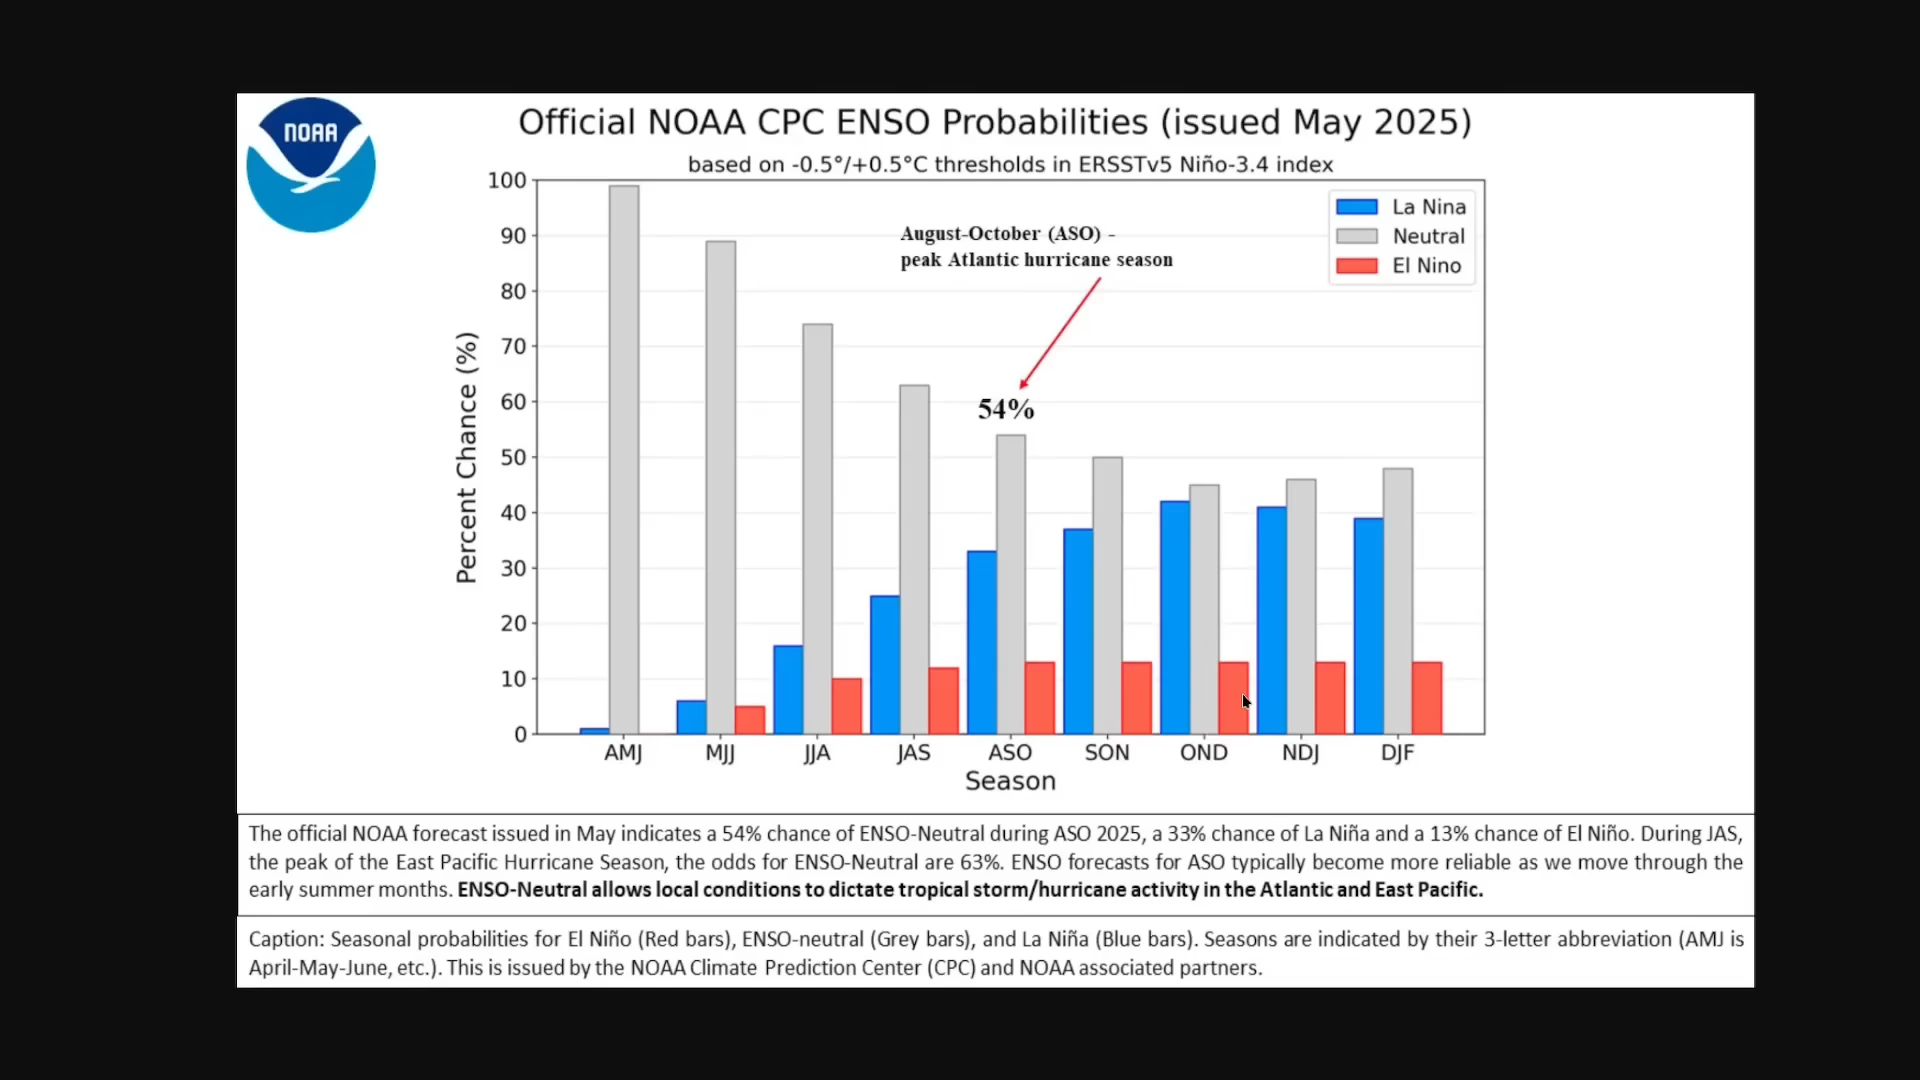 NOAA
Official NOAA CPC ENSO Probabilities (issued May 2025)
based on -0.5°/+0.5°C thresholds in ERSSTv5 Niño-3.4 index
100
90
80
70
60
50
40
30
20
10
0
Percent Chance (%)
August-October (ASO) -
peak Atlantic hurricane season
54%
La Nina
Neutral
El Nino
AMJ MJJ JJA JAS ASO SON OND NDJ DJF
Season
The official NOAA forecast issued in May indicates a 54% chance of ENSO-Neutral during ASO 2025, a 33% chance of La Niña and a 13% chance of El Niño. During JAS,
the peak of the East Pacific Hurricane Season, the odds for ENSO-Neutral are 63%. ENSO forecasts for ASO typically become more reliable as we move through the
early summer months. ENSO-Neutral allows local conditions to dictate tropical storm/hurricane activity in the Atlantic and East Pacific.
Caption: Seasonal probabilities for El Niño (Red bars), ENSO-neutral (Grey bars), and La Niña (Blue bars). Seasons are indicated by their 3-letter abbreviation (AMJ is
April-May-June, etc.). This is issued by the NOAA Climate Prediction Center (CPC) and NOAA associated partners.